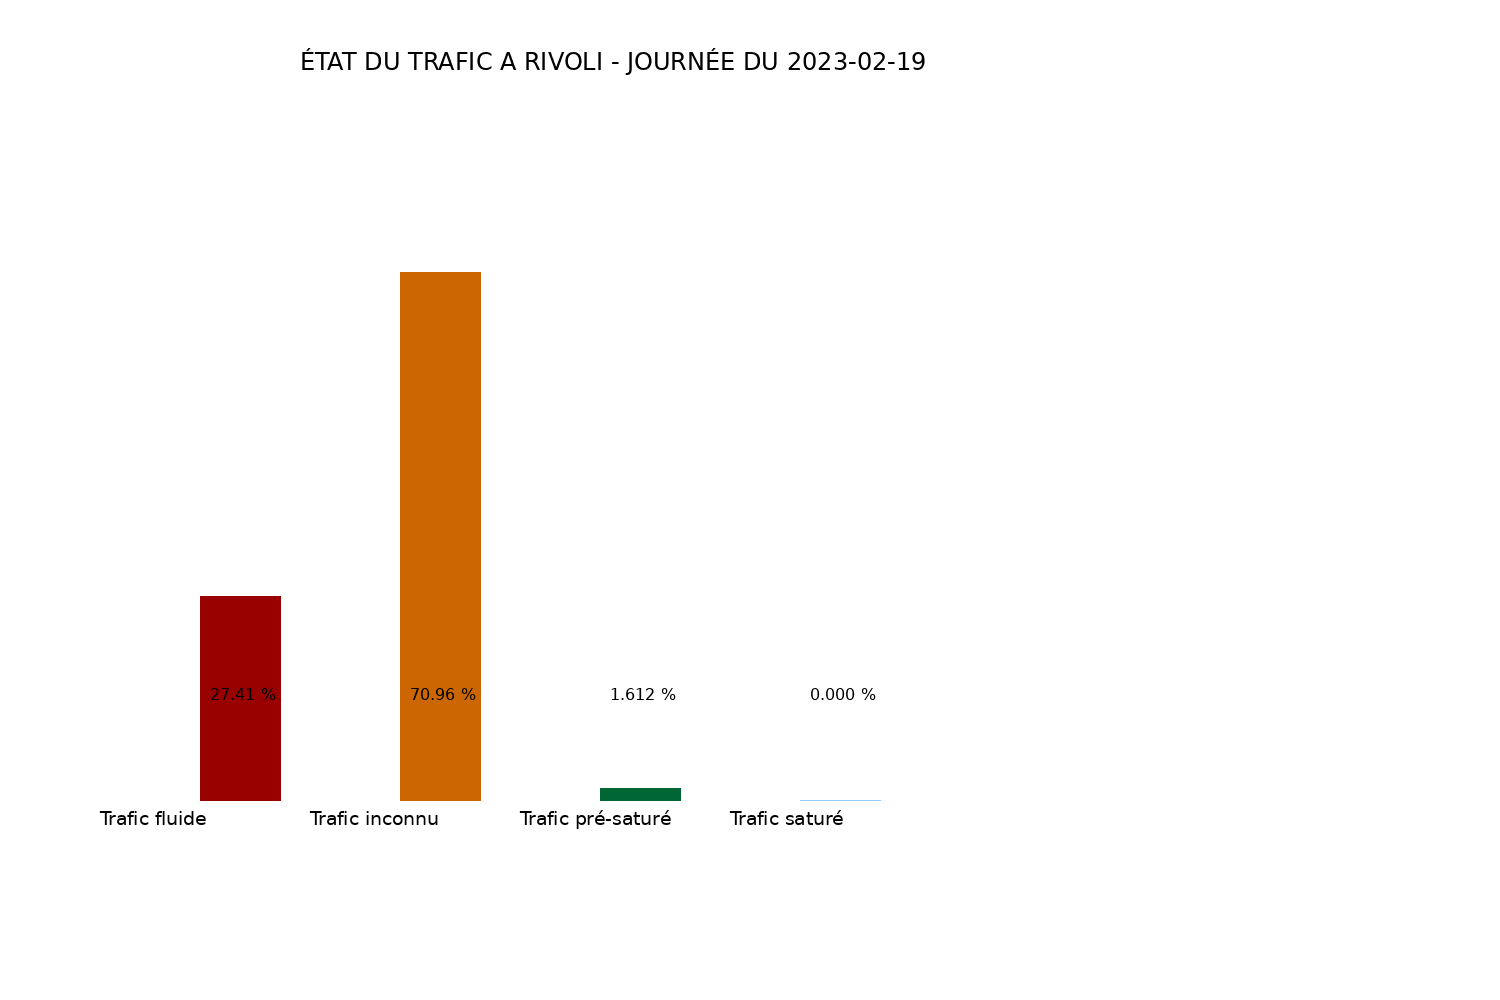 ÉTAT DU TRAFIC A RIVOLI - JOURNÉE DU 2023-02-19
27.41 % 70.96 % 1.612 % 0.000 %
Trafic fluide Trafic inconnu Trafic pré-saturé Trafic saturé